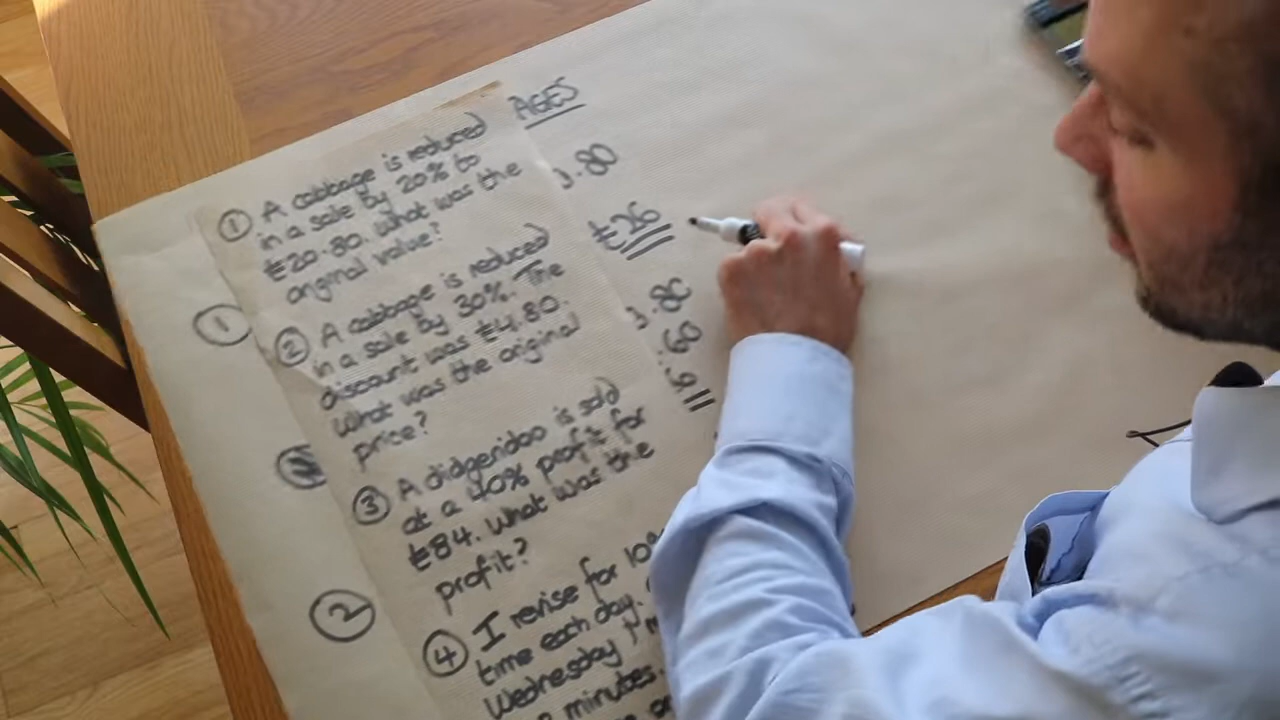 AGES
① A cabbage is reduced
in a sale by 20% to
£20.80. What was the
original value?
.80
£26
①
② A cabbage is reduced
in a sale by 30%. The
discount was £4.80.
What was the original
price?
.80
.60
③ A didgeridoo is sold
at a 40% profit for
£84. What was the
profit?
②
④ I revise for 10%
time each day.
Wednesday
minutes